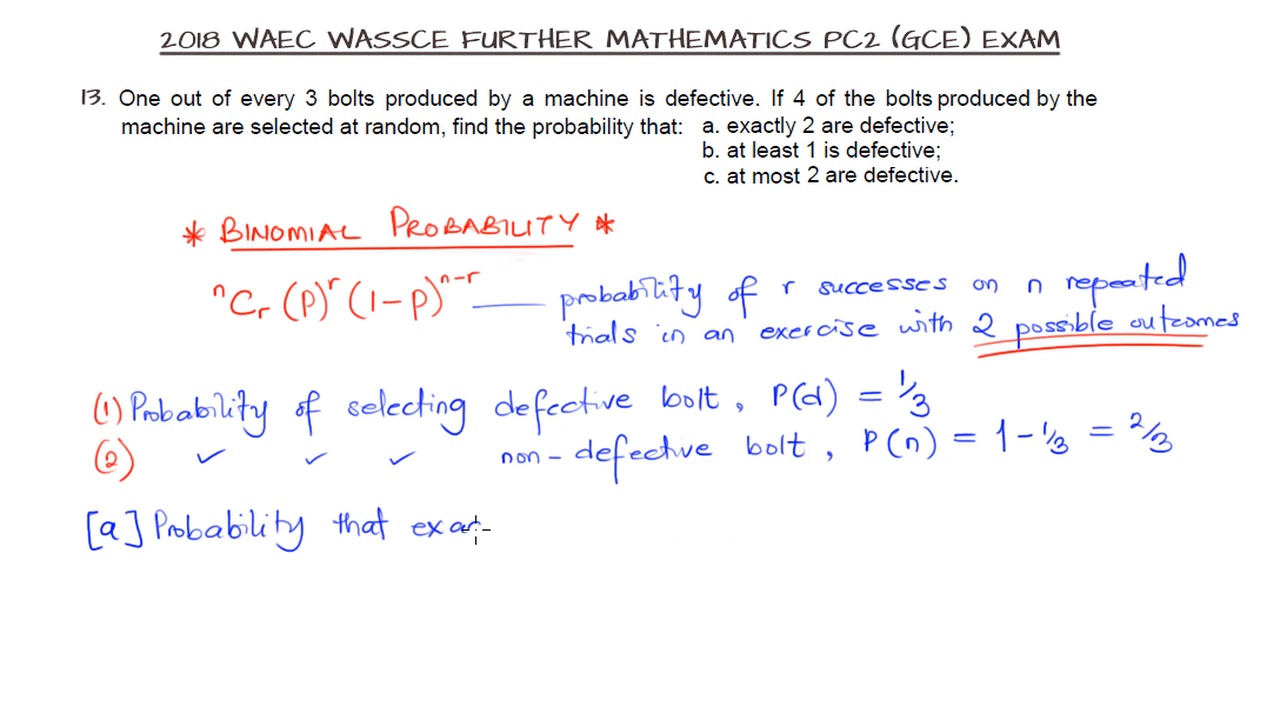 2018 WAEC WASSCE FURTHER MATHEMATICS PC2 (GCE) EXAM
13. One out of every 3 bolts produced by a machine is defective. If 4 of the bolts produced by the
machine are selected at random, find the probability that: a. exactly 2 are defective;
b. at least 1 is defective;
c. at most 2 are defective.
* BINOMIAL PROBABILITY *
ⁿCᵣ (p)ʳ (1-p)ⁿ⁻ʳ — probability of r successes on n repeated
trials in an exercise with 2 possible outcomes
(1) Probability of selecting defective bolt, P(d) = 1/3
(2) ✓ ✓ ✓ non-defective bolt, P(n) = 1 - 1/3 = 2/3
[a] Probability that exac